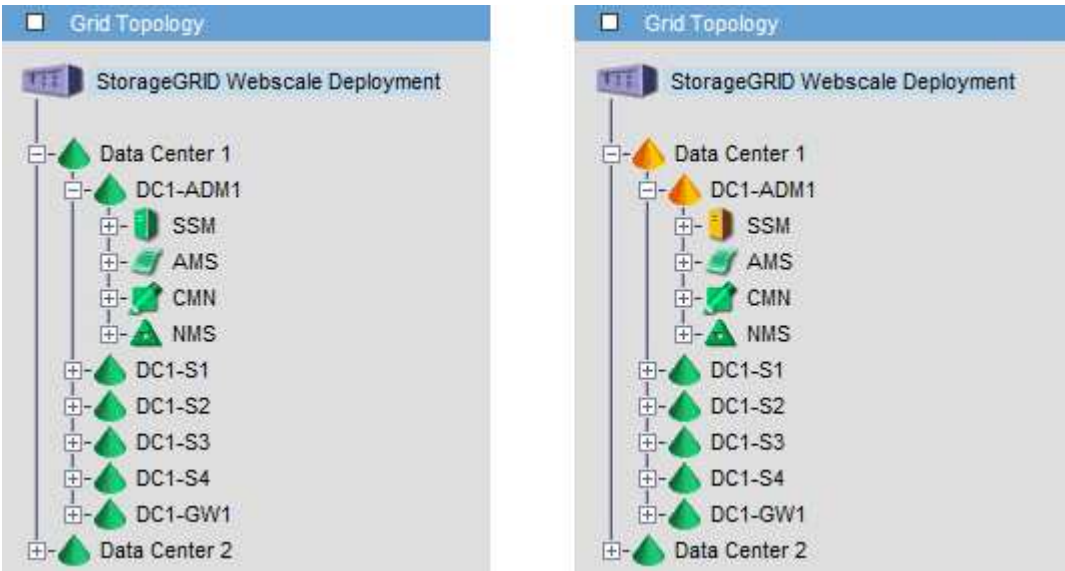 Grid Topology
StorageGRID Webscale Deployment
Data Center 1
DC1-ADM1
SSM
AMS
CMN
NMS
DC1-S1
DC1-S2
DC1-S3
DC1-S4
DC1-GW1
Data Center 2
Grid Topology
StorageGRID Webscale Deployment
Data Center 1
DC1-ADM1
SSM
AMS
CMN
NMS
DC1-S1
DC1-S2
DC1-S3
DC1-S4
DC1-GW1
Data Center 2